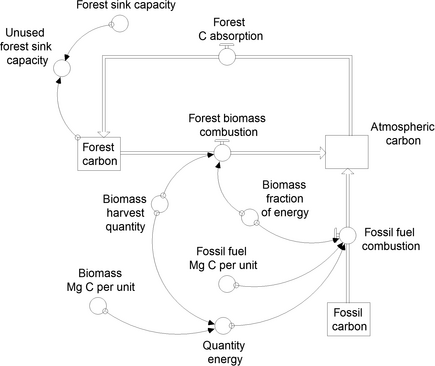 Forest sink capacity
Unused
forest sink
capacity
Forest
C absorption
Forest biomass
combustion
Forest
carbon
Atmospheric
carbon
Biomass
harvest
quantity
Biomass
fraction
of energy
Fossil fuel
combustion
Fossil fuel
Mg C per unit
Biomass
Mg C per unit
Quantity
energy
Fossil
carbon